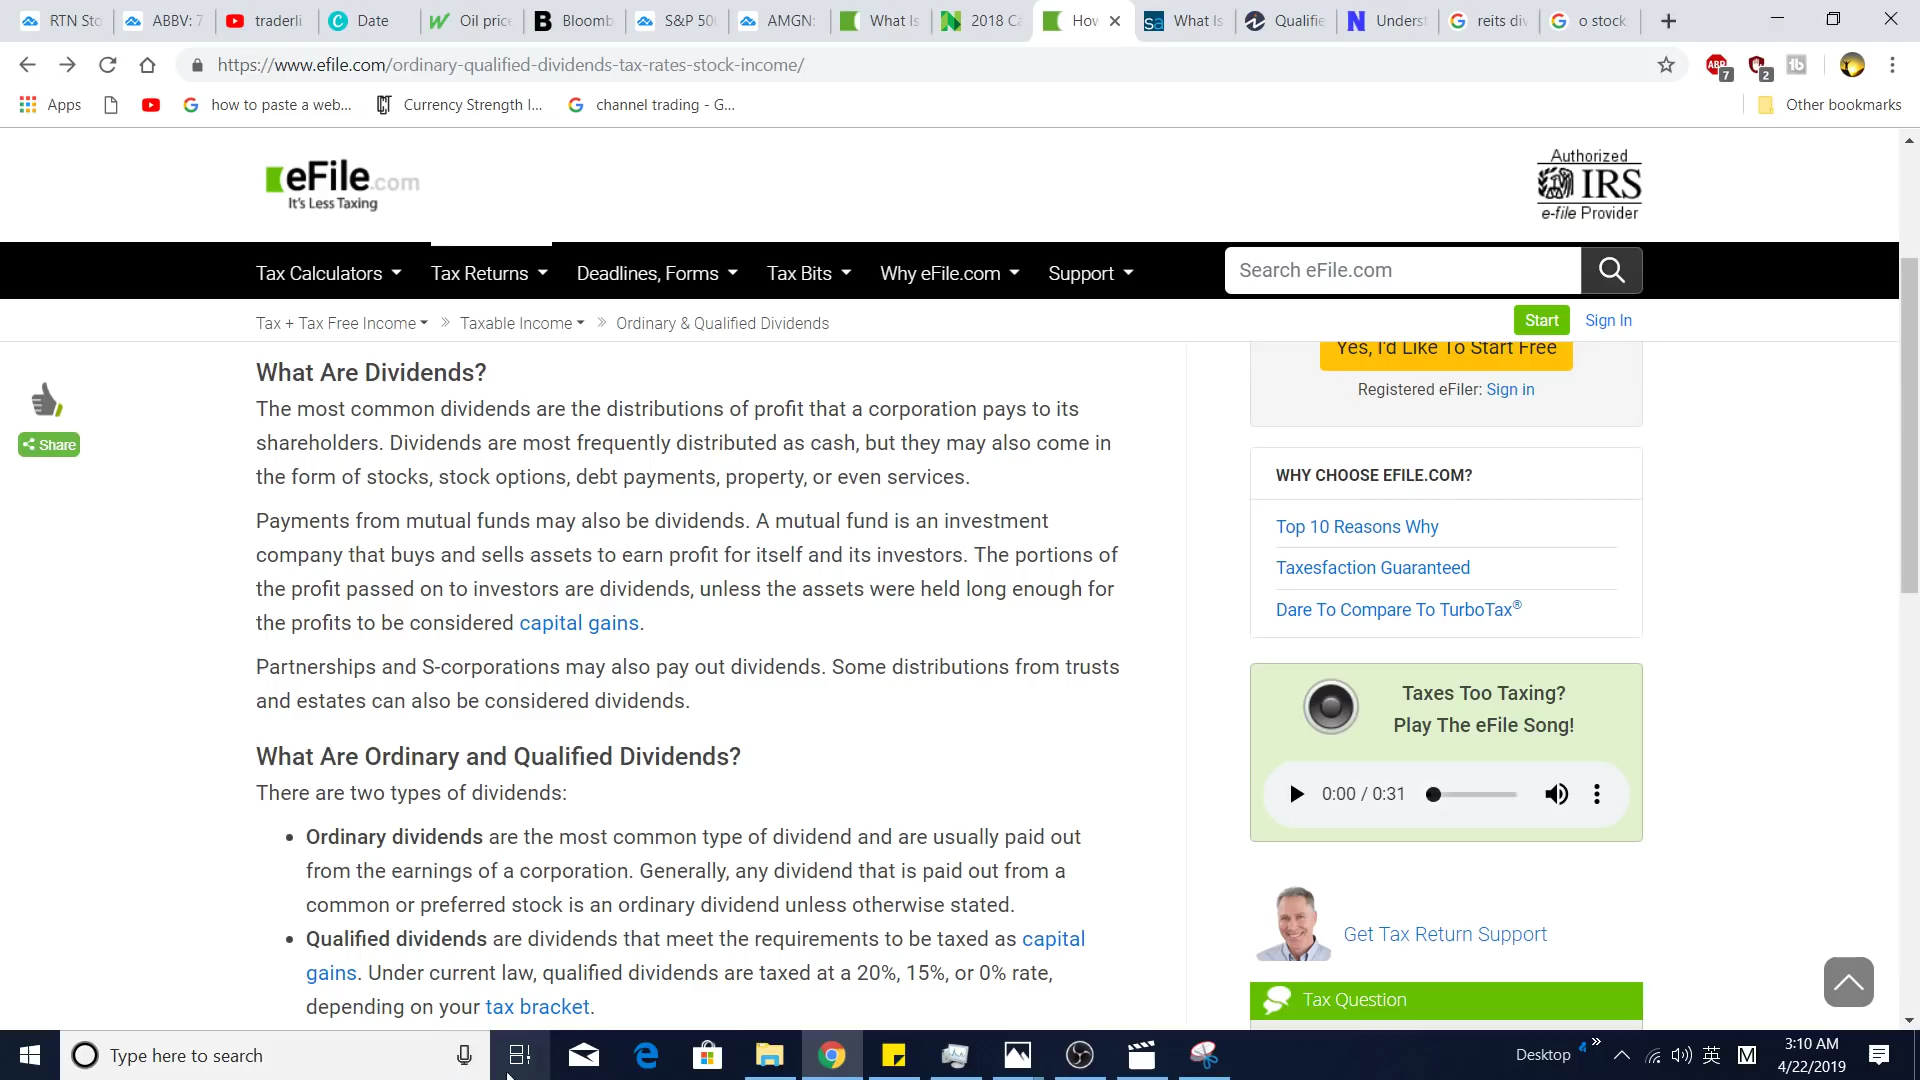 RTN Sto
ABBV: 7
traderli
Date
Oil price
Bloomb
S&P 500
AMGN:
What Is
2018 Ca
How
What Is
Qualifie
Underst
reits div
o stock
https://www.efile.com/ordinary-qualified-dividends-tax-rates-stock-income/
ABP
7
2
tb
Apps
how to paste a web...
Currency Strength I...
channel trading - G...
Other bookmarks
eFile.com
It's Less Taxing
Authorized
IRS
e-file Provider
Tax Calculators
Tax Returns
Deadlines, Forms
Tax Bits
Why eFile.com
Support
Search eFile.com
Tax + Tax Free Income
Taxable Income
Ordinary & Qualified Dividends
Start
Sign In
What Are Dividends?
The most common dividends are the distributions of profit that a corporation pays to its
shareholders. Dividends are most frequently distributed as cash, but they may also come in
the form of stocks, stock options, debt payments, property, or even services.
Share
Payments from mutual funds may also be dividends. A mutual fund is an investment
company that buys and sells assets to earn profit for itself and its investors. The portions of
the profit passed on to investors are dividends, unless the assets were held long enough for
the profits to be considered capital gains.
Partnerships and S-corporations may also pay out dividends. Some distributions from trusts
and estates can also be considered dividends.
What Are Ordinary and Qualified Dividends?
There are two types of dividends:
• Ordinary dividends are the most common type of dividend and are usually paid out
from the earnings of a corporation. Generally, any dividend that is paid out from a
common or preferred stock is an ordinary dividend unless otherwise stated.
• Qualified dividends are dividends that meet the requirements to be taxed as capital
gains. Under current law, qualified dividends are taxed at a 20%, 15%, or 0% rate,
depending on your tax bracket.
Yes, I'd Like To Start Free
Registered eFiler: Sign in
WHY CHOOSE EFILE.COM?
Top 10 Reasons Why
Taxesfaction Guaranteed
Dare To Compare To TurboTax®
Taxes Too Taxing?
Play The eFile Song!
0:00 / 0:31
Get Tax Return Support
Tax Question
Type here to search
Desktop
4
»
英
M
3:10 AM
4/22/2019